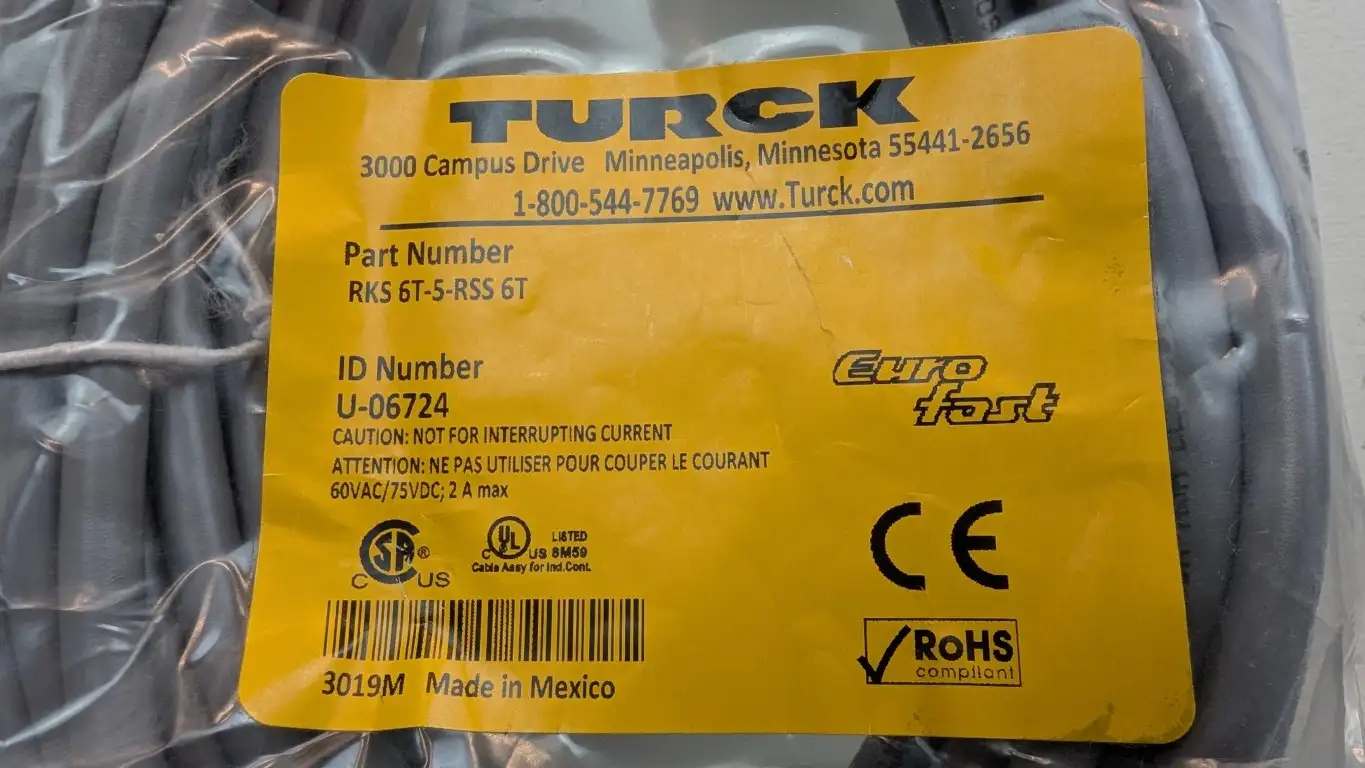 TURCK
3000 Campus Drive Minneapolis, Minnesota 55441-2656
1-800-544-7769 www.Turck.com
Part Number
RKS 6T-5-RSS 6T
ID Number
U-06724
Euro
fast
CAUTION: NOT FOR INTERRUPTING CURRENT
ATTENTION: NE PAS UTILISER POUR COUPER LE COURANT
60VAC/75VDC; 2 A max
CSA ®
C US
UL
C US LISTED
8M59
Cable Assy for Ind.Cont.
CE
RoHS
compliant
3019M Made in Mexico